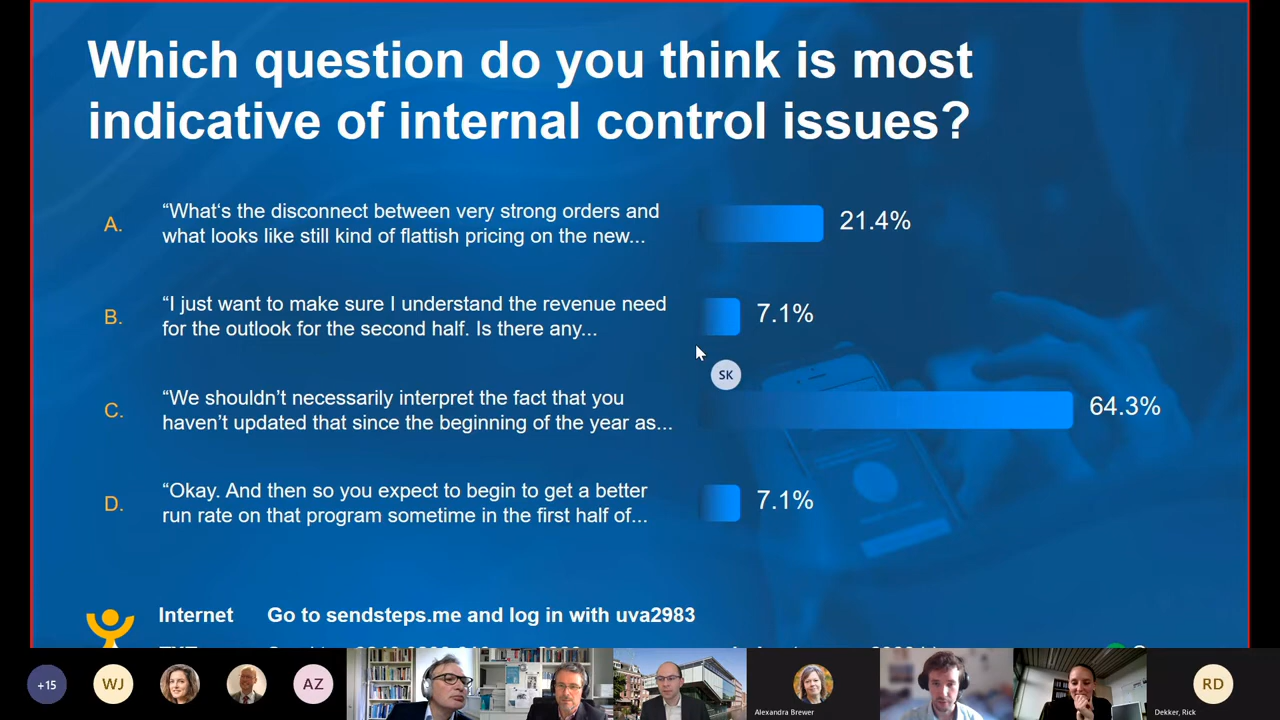 Which question do you think is most
indicative of internal control issues?
A.
“What‘s the disconnect between very strong orders and
what looks like still kind of flattish pricing on the new...
21.4%
B.
“I just want to make sure I understand the revenue need
for the outlook for the second half. Is there any...
7.1%
SK
C.
“We shouldn’t necessarily interpret the fact that you
haven’t updated that since the beginning of the year as...
64.3%
D.
“Okay. And then so you expect to begin to get a better
run rate on that program sometime in the first half of...
7.1%
Internet Go to sendsteps.me and log in with uva2983
+15
WJ
AZ
Alexandra Brewer
RD
Dekker, Rick